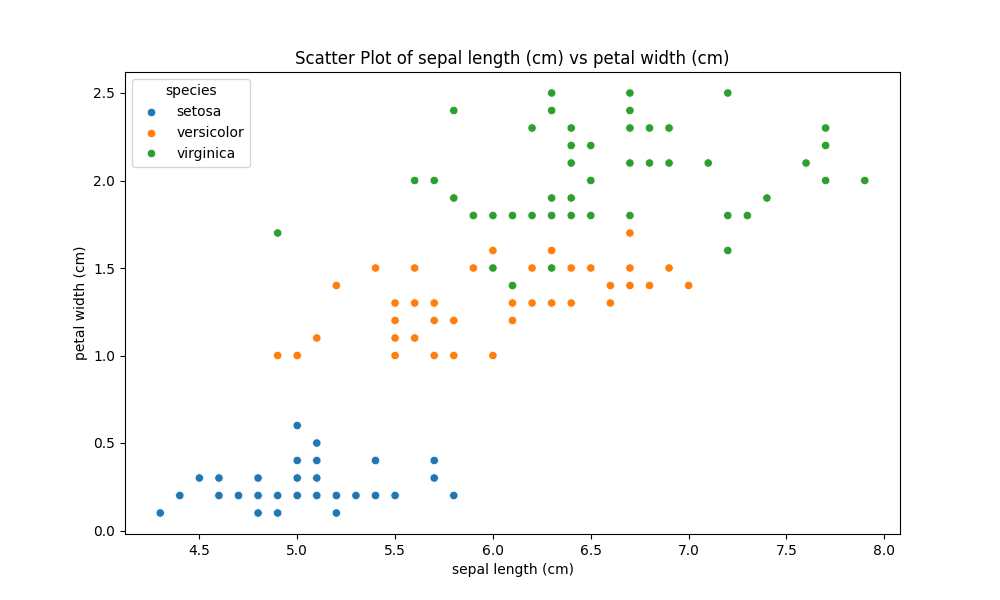 Scatter Plot of sepal length (cm) vs petal width (cm)
species
setosa
versicolor
virginica
petal width (cm)
2.5
2.0
1.5
1.0
0.5
0.0
4.5 5.0 5.5 6.0 6.5 7.0 7.5 8.0
sepal length (cm)